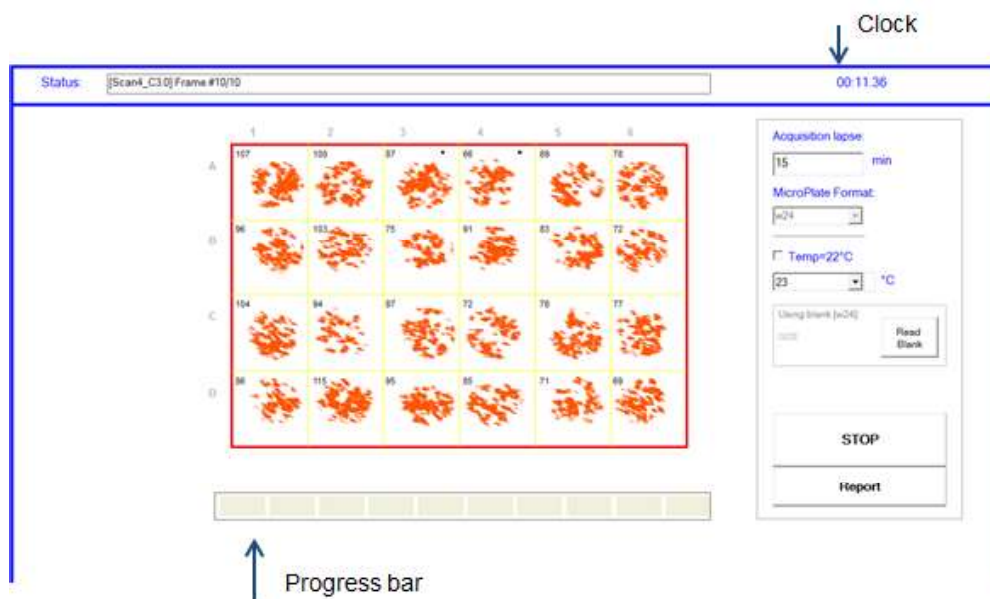 Clock
Status: [Scan4_C3.0] Frame #10/10 00:11.36
1 2 3 4 5 6
A 107 109 87 66 89 78
B 96 103 75 91 83 72
C 104 94 97 72 78 77
D 98 115 95 85 71 69
Acquisition lapse:
15 min
MicroPlate Format:
w24
Temp=22°C
23 °C
Using blank [w24]:
Read
Blank
STOP
Report
Progress bar